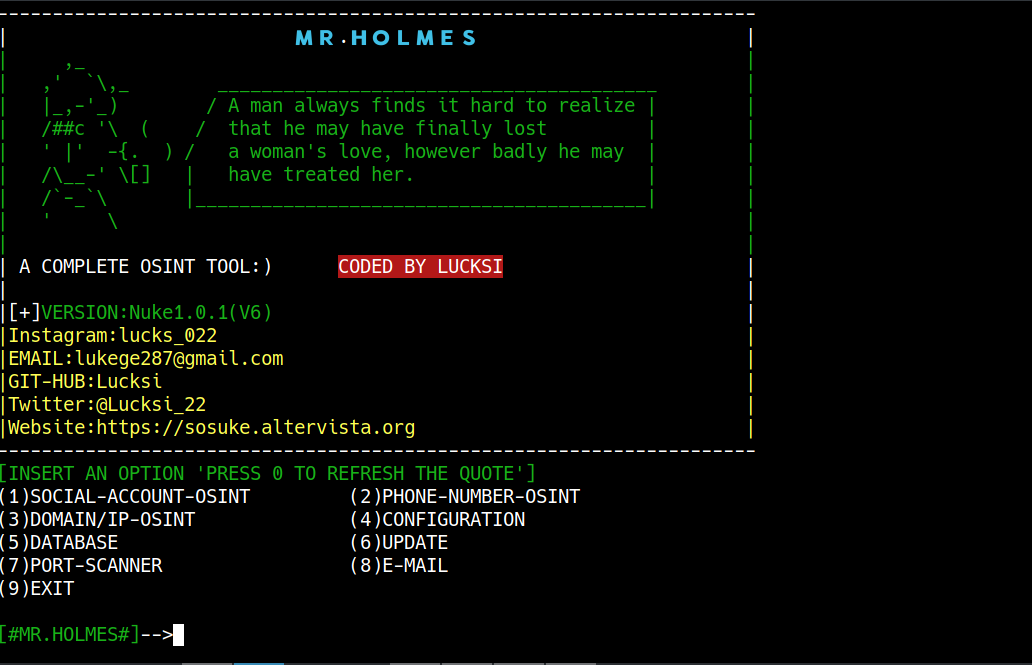 MR.HOLMES
A man always finds it hard to realize
that he may have finally lost
a woman's love, however badly he may
have treated her.
A COMPLETE OSINT TOOL:) CODED BY LUCKSI
[+]VERSION:Nuke1.0.1(V6)
Instagram:lucks_022
EMAIL:lukege287@gmail.com
GIT-HUB:Lucksi
Twitter:@Lucksi_22
Website:https://sosuke.altervista.org
[INSERT AN OPTION 'PRESS 0 TO REFRESH THE QUOTE']
(1)SOCIAL-ACCOUNT-OSINT (2)PHONE-NUMBER-OSINT
(3)DOMAIN/IP-OSINT (4)CONFIGURATION
(5)DATABASE (6)UPDATE
(7)PORT-SCANNER (8)E-MAIL
(9)EXIT
[#MR.HOLMES#]-->